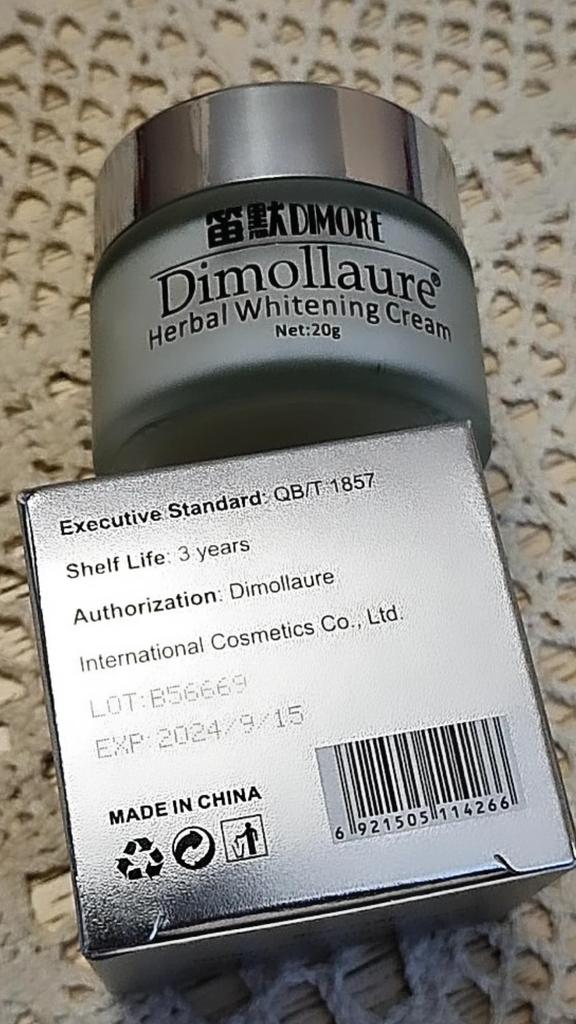 笛默DIMORE
Dimollaure®
Herbal Whitening Cream
Net:20g
Executive Standard: QB/T 1857
Shelf Life: 3 years
Authorization: Dimollaure
International Cosmetics Co., Ltd.
LOT:B56669
EXP:2024/9/15
MADE IN CHINA
6 921505 114266